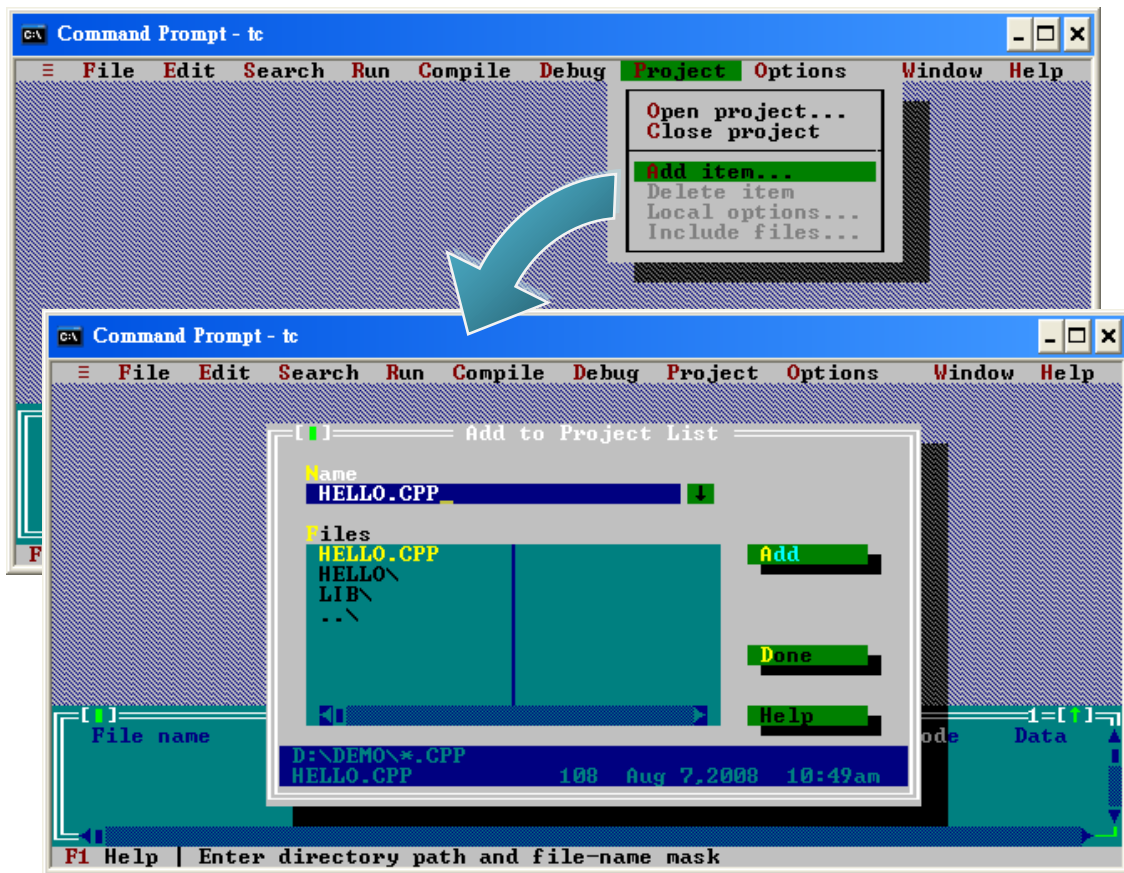 Command Prompt - tc
≡ File Edit Search Run Compile Debug Project Options Window Help
Open project...
Close project
Add item...
Delete item
Local options...
Include files...
F
Command Prompt - tc
≡ File Edit Search Run Compile Debug Project Options Window Help
Add to Project List
Name
HELLO.CPP_
Files
HELLO.CPP
HELLO\
LIB\
..\
Add
Done
Help
D:\DEMO\*.CPP
HELLO.CPP 108 Aug 7,2008 10:49am
1=[↑]
File name ode Data
F1 Help | Enter directory path and file-name mask